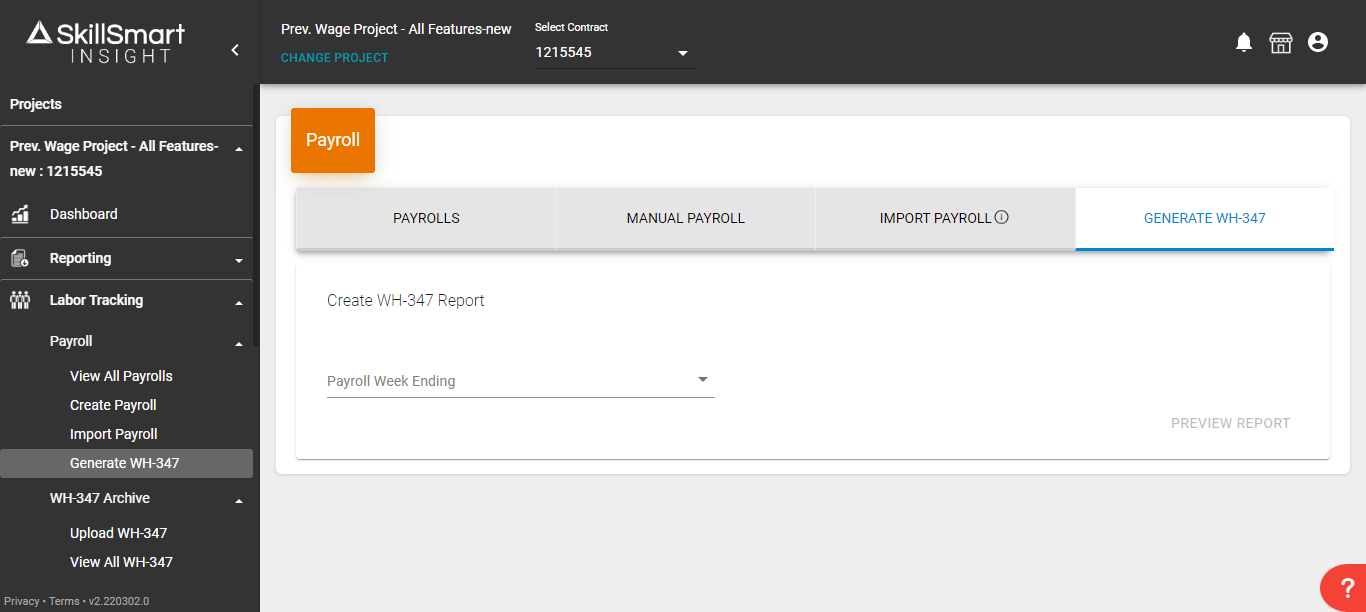 SkillSmart
INSIGHT
Prev. Wage Project - All Features-new
CHANGE PROJECT
Select Contract
1215545
Projects
Prev. Wage Project - All Features-
new : 1215545
Dashboard
Reporting
Labor Tracking
Payroll
View All Payrolls
Create Payroll
Import Payroll
Generate WH-347
WH-347 Archive
Upload WH-347
View All WH-347
Privacy • Terms • v2.220302.0
Payroll
PAYROLLS
MANUAL PAYROLL
IMPORT PAYROLL
GENERATE WH-347
Create WH-347 Report
Payroll Week Ending
PREVIEW REPORT
?